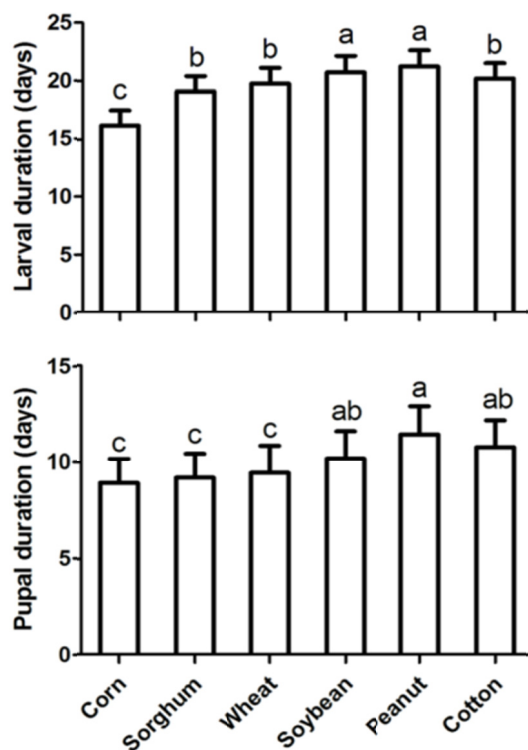 Larval duration (days)
25
20
15
10
5
0
c
b
b
a
a
b
Pupal duration (days)
15
10
5
0
c
c
c
ab
a
ab
Corn
Sorghum
Wheat
Soybean
Peanut
Cotton